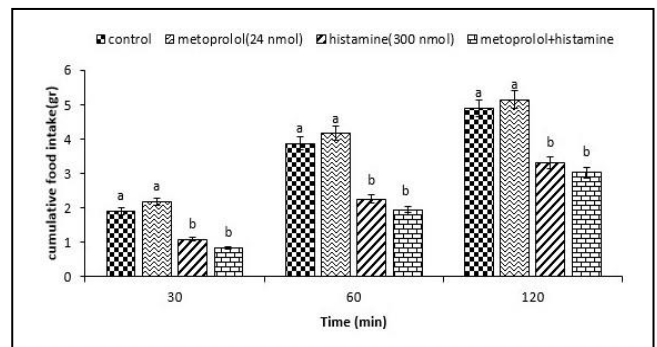 control metoprolol(24 nmol) histamine(300 nmol) metoprolol+histamine
6
5
4
3
2
1
0
cumulative food intake(gr)
a a b b
a a b b
a a b b
30 60 120
Time (min)